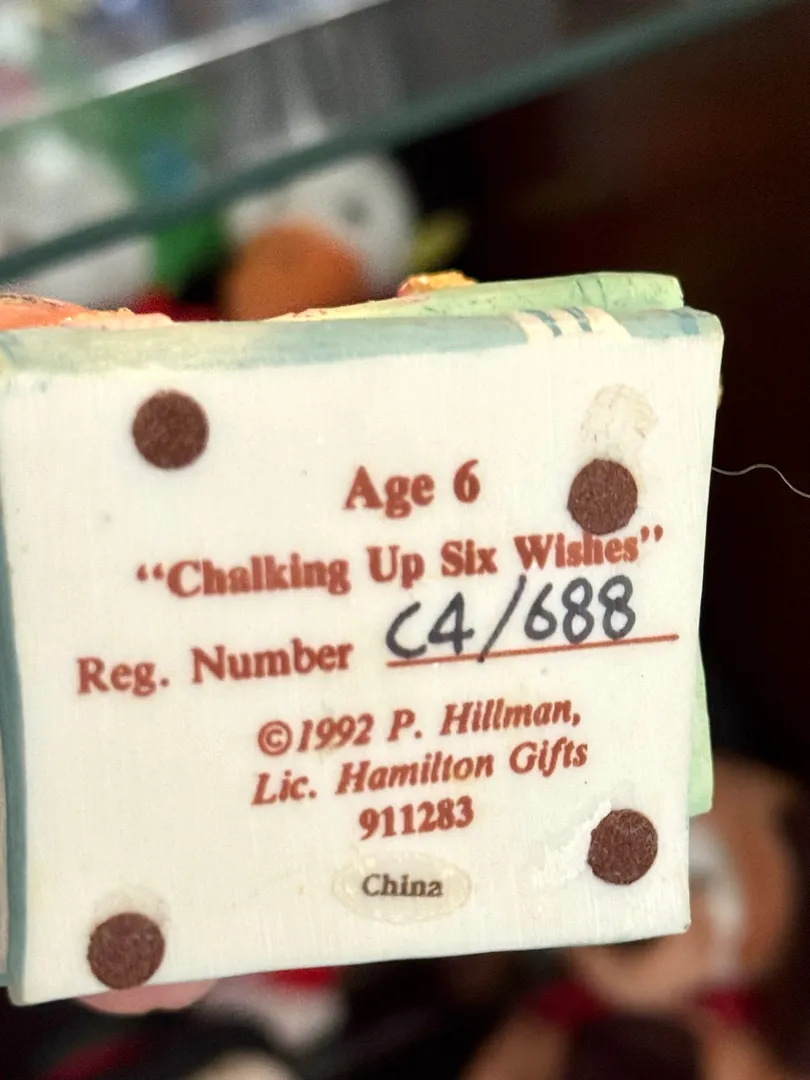 Age 6
“Chalking Up Six Wishes”
Reg. Number C4/688
©1992 P. Hillman,
Lic. Hamilton Gifts
911283
China